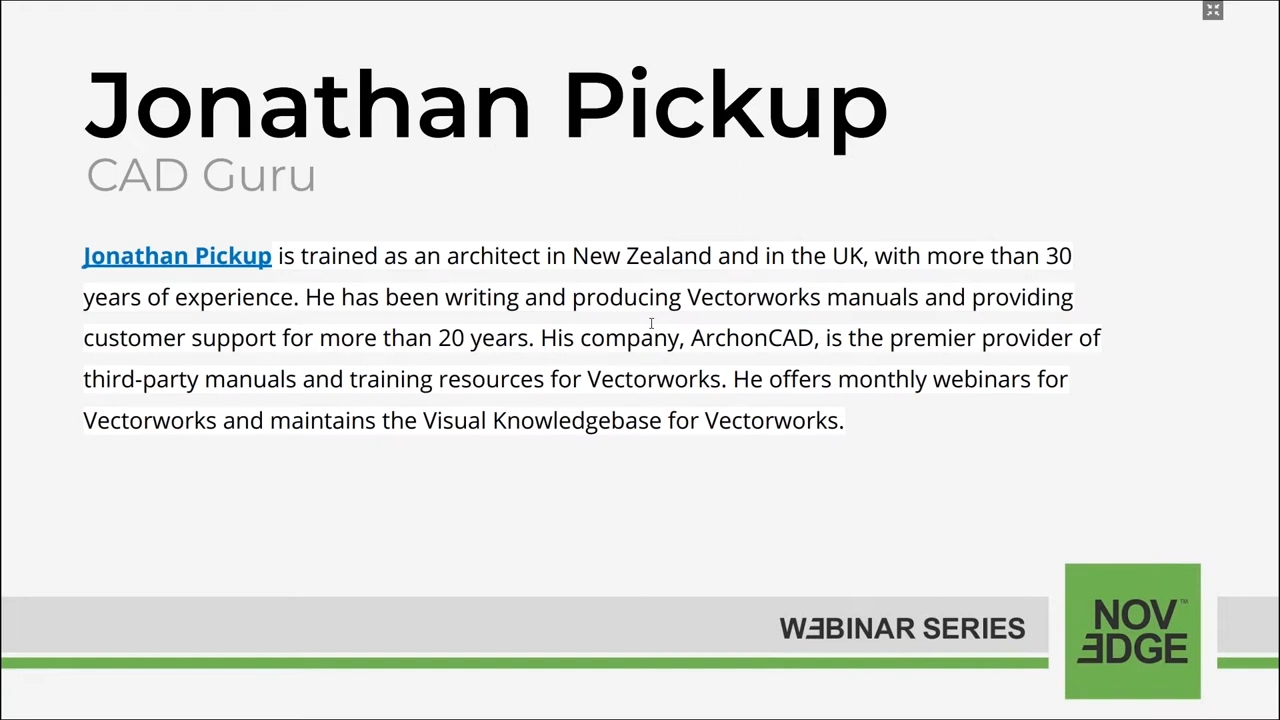 Jonathan Pickup
CAD Guru
Jonathan Pickup is trained as an architect in New Zealand and in the UK, with more than 30
years of experience. He has been writing and producing Vectorworks manuals and providing
customer support for more than 20 years. His company, ArchonCAD, is the premier provider of
third-party manuals and training resources for Vectorworks. He offers monthly webinars for
Vectorworks and maintains the Visual Knowledgebase for Vectorworks.
WƎBINAR SERIES
NOV™
ƎDGE